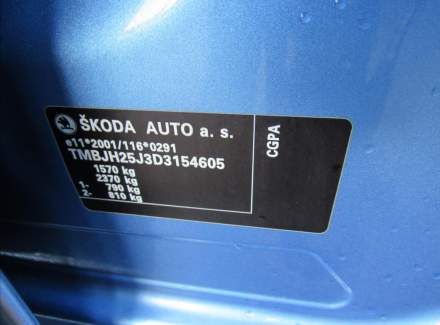 ŠKODA AUTO a. s.
e11*2001/116*0291
TMBJH25J3D3154605
1570 kg
2370 kg
1- 790 kg
2- 810 kg
CGPA